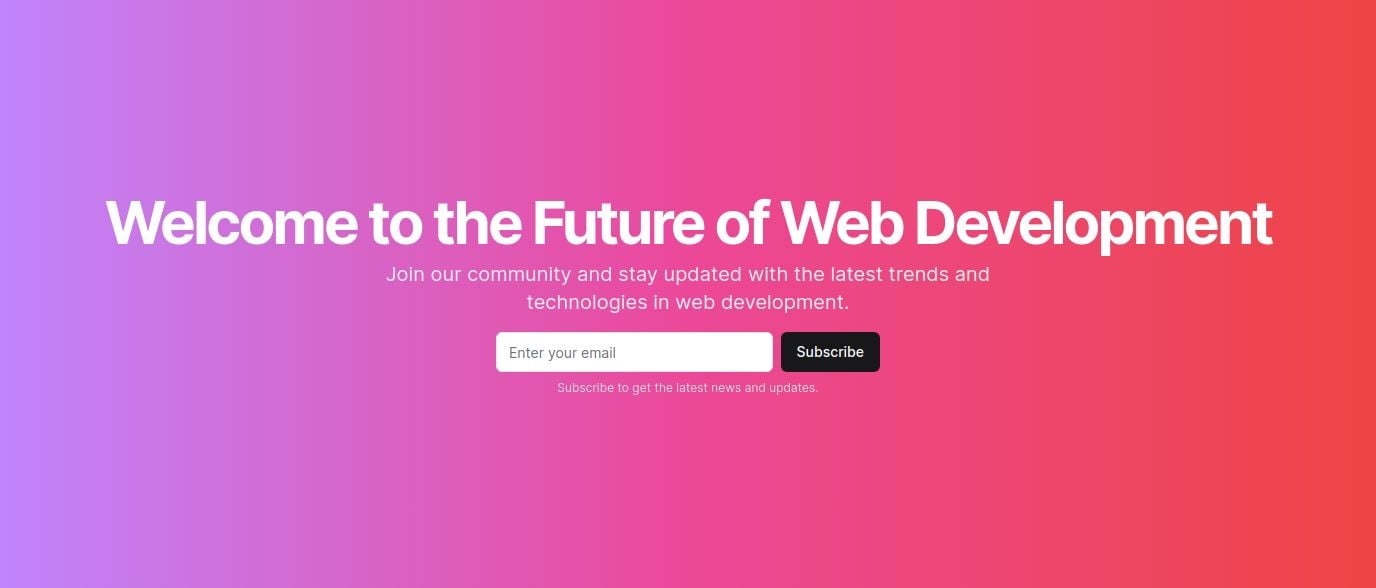 Welcome to the Future of Web Development
Join our community and stay updated with the latest trends and
technologies in web development.
Enter your email
Subscribe
Subscribe to get the latest news and updates.